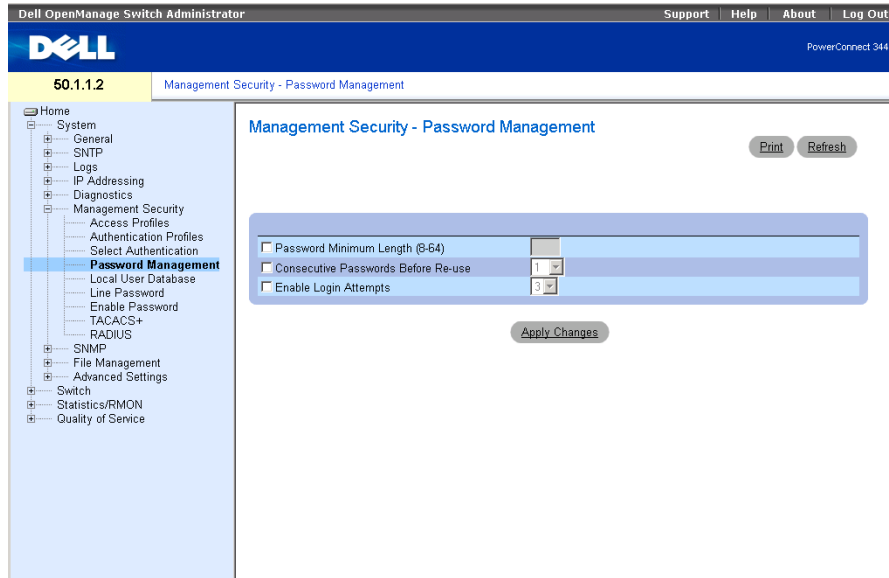 Dell OpenManage Switch Administrator
Support Help About Log Out
DELL
PowerConnect 344
50.1.1.2
Management Security - Password Management
Home
System
General
SNTP
Logs
IP Addressing
Diagnostics
Management Security
Access Profiles
Authentication Profiles
Select Authentication
Password Management
Local User Database
Line Password
Enable Password
TACACS+
RADIUS
SNMP
File Management
Advanced Settings
Switch
Statistics/RMON
Quality of Service
Management Security - Password Management
Print Refresh
Password Minimum Length (8-64)
Consecutive Passwords Before Re-use 1
Enable Login Attempts 3
Apply Changes